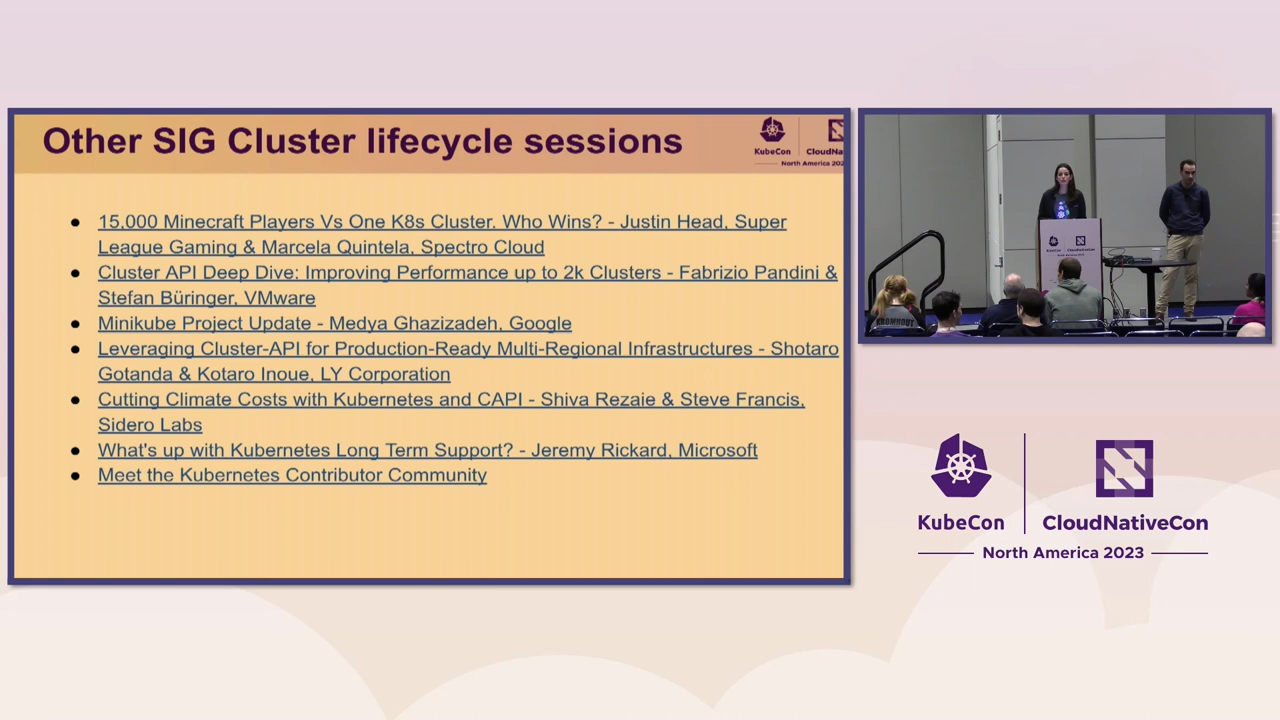 Other SIG Cluster lifecycle sessions
KubeCon
CloudNa
North America 202
15,000 Minecraft Players Vs One K8s Cluster. Who Wins? - Justin Head, Super
League Gaming & Marcela Quintela, Spectro Cloud
Cluster API Deep Dive: Improving Performance up to 2k Clusters - Fabrizio Pandini &
Stefan Büringer, VMware
Minikube Project Update - Medya Ghazizadeh, Google
Leveraging Cluster-API for Production-Ready Multi-Regional Infrastructures - Shotaro
Gotanda & Kotaro Inoue, LY Corporation
Cutting Climate Costs with Kubernetes and CAPI - Shiva Rezaie & Steve Francis,
Sidero Labs
What's up with Kubernetes Long Term Support? - Jeremy Rickard, Microsoft
Meet the Kubernetes Contributor Community
KubeCon
CloudNativeCon
North America 2023